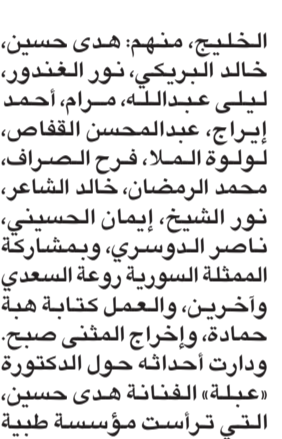 الخليج، منهم: هدى حسين،
خالد البريكي، نور الغندور،
ليلى عبدالله، مرام، أحمد
إيراج، عبدالمحسن القفاص،
لولوة الملا، فرح الصراف،
محمد الرمضان، خالد الشاعر،
نور الشيخ، إيمان الحسيني،
ناصر الدوسري، وبمشاركة
الممثلة السورية روعة السعدي
وآخرين، والعمل كتابة هبة
حمادة، وإخراج المثنى صبح.
ودارت أحداثه حول الدكتورة
«عبلة» الفنانة هدى حسين،
التي ترأست مؤسسة طبية